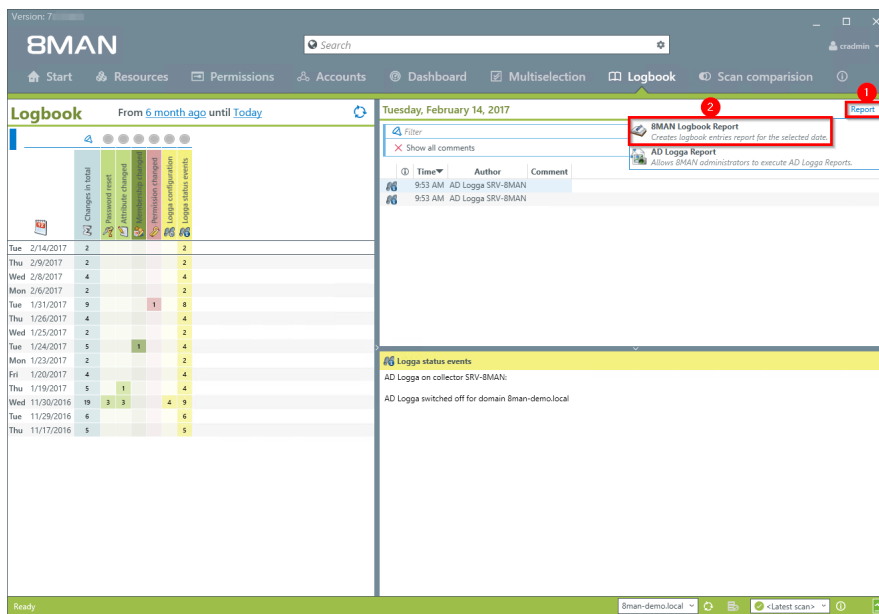 Version: 7
8MAN
Search
cradmin
Start
Resources
Permissions
Accounts
Dashboard
Multiselection
Logbook
Scan comparision
1
Logbook
From 6 month ago until Today
Tuesday, February 14, 2017
Report
2
Filter
Show all comments
8MAN Logbook Report
Creates logbook entries report for the selected date.
AD Logga Report
Allows 8MAN administrators to execute AD Logga Reports.
Time Author Comment
9:53 AM AD Logga SRV-8MAN
9:53 AM AD Logga SRV-8MAN
Changes in total
Password reset
Attribute changed
Membership changed
Permission changed
Logga configuration
Logga status events
Tue 2/14/2017 2 2
Thu 2/9/2017 2 2
Wed 2/8/2017 4 4
Mon 2/6/2017 2 2
Tue 1/31/2017 9 1 8
Thu 1/26/2017 4 4
Wed 1/25/2017 2 2
Tue 1/24/2017 5 1 4
Mon 1/23/2017 2 2
Fri 1/20/2017 4 4
Thu 1/19/2017 5 1 4
Wed 11/30/2016 19 3 3 4 9
Tue 11/29/2016 6 6
Thu 11/17/2016 5 5
Logga status events
AD Logga on collector SRV-8MAN:
AD Logga switched off for domain 8man-demo.local
Ready
8man-demo.local
<Latest scan>